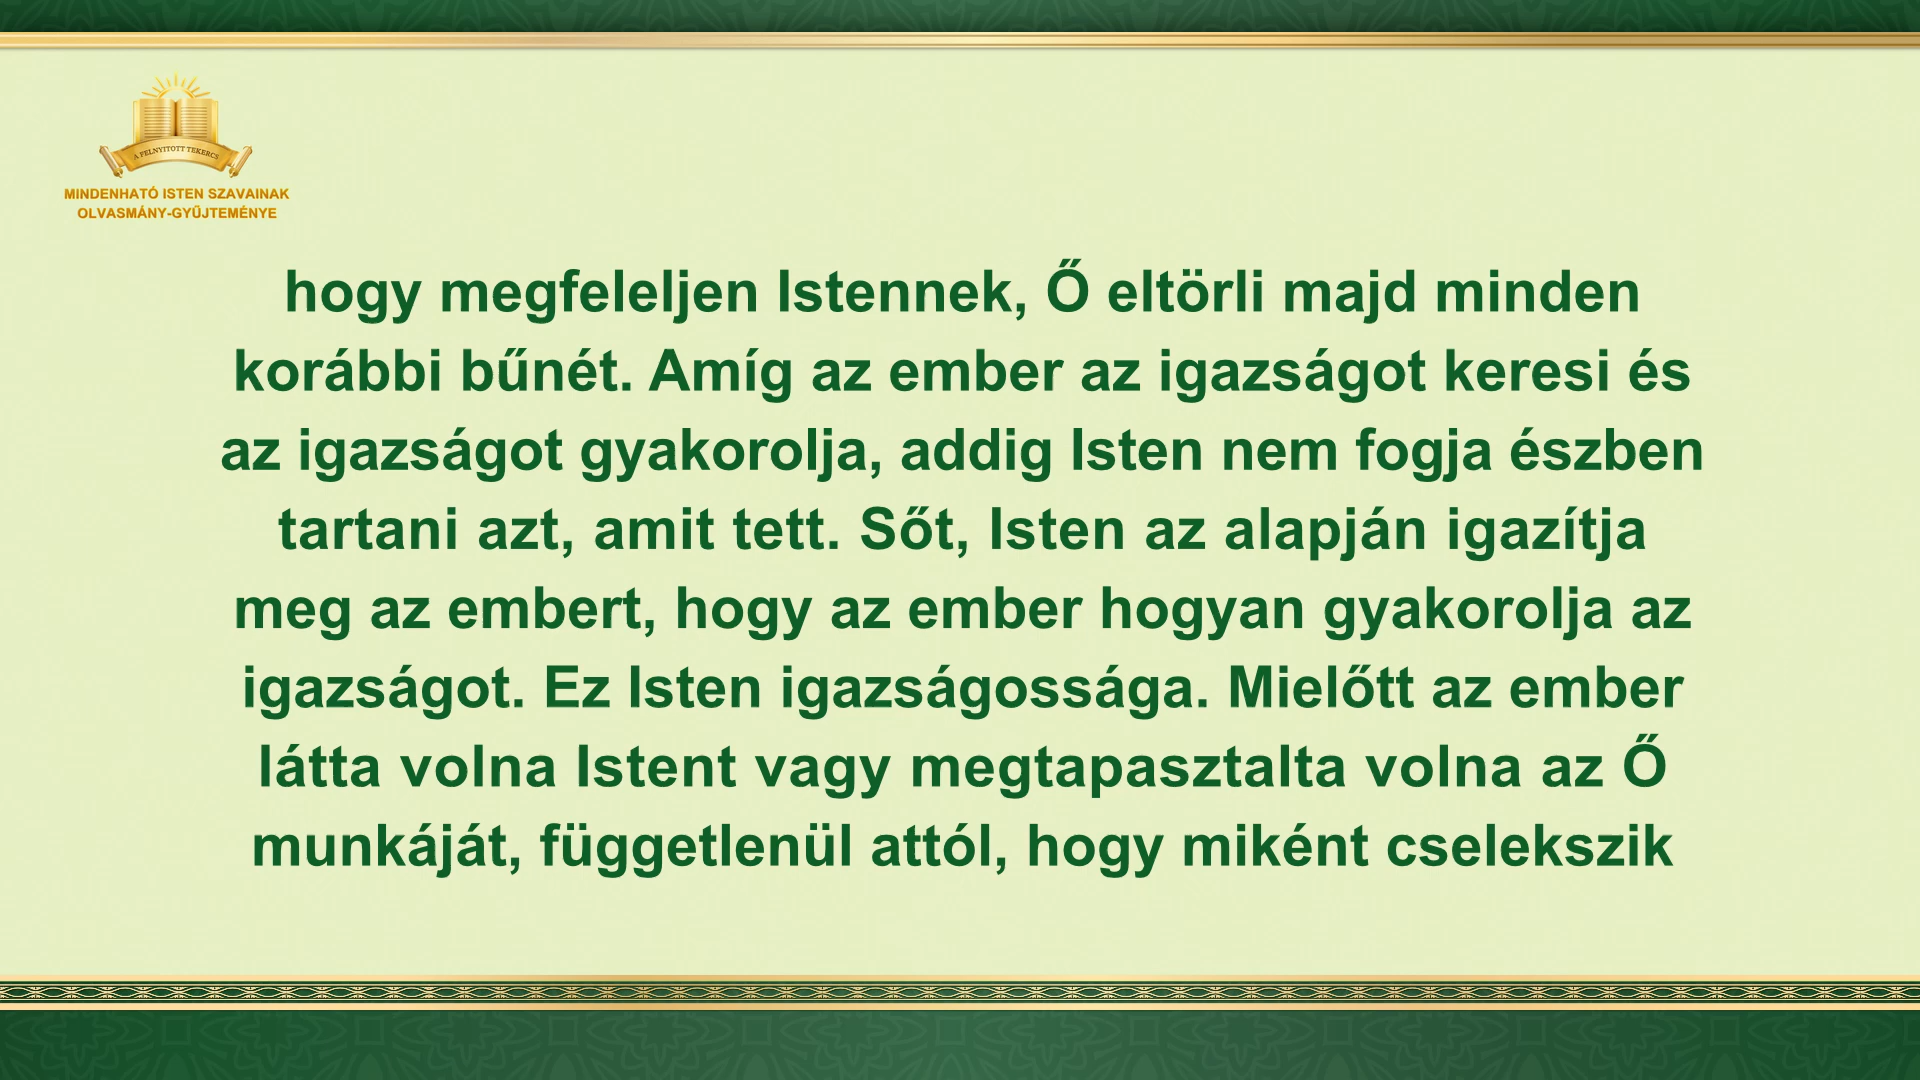 A FELNYITOTT TEKERCS
MINDENHATÓ ISTEN SZAVAINAK
OLVASMÁNY-GYŰJTEMÉNYE
hogy megfeleljen Istennek, Ő eltörli majd minden
korábbi bűnét. Amíg az ember az igazságot keresi és
az igazságot gyakorolja, addig Isten nem fogja észben
tartani azt, amit tett. Sőt, Isten az alapján igazítja
meg az embert, hogy az ember hogyan gyakorolja az
igazságot. Ez Isten igazságossága. Mielőtt az ember
látta volna Istent vagy megtapasztalta volna az Ő
munkáját, függetlenül attól, hogy miként cselekszik